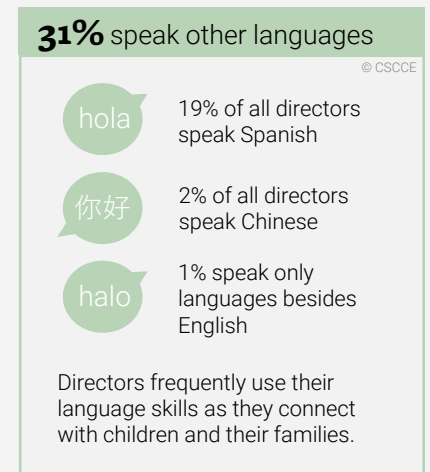 31% speak other languages
© CSCCE
hola
19% of all directors
speak Spanish
你好
2% of all directors
speak Chinese
halo
1% speak only
languages besides
English
Directors frequently use their
language skills as they connect
with children and their families.